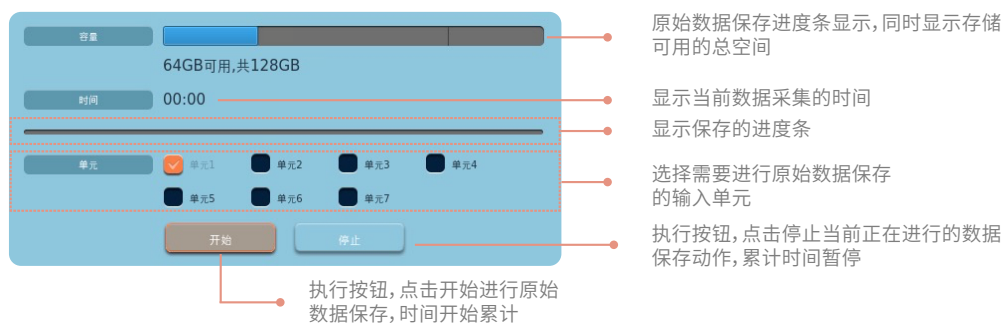 容量
64GB可用,共128GB
时间
00:00
单元
单元1
单元2
单元3
单元4
单元5
单元6
单元7
开始
停止
原始数据保存进度条显示,同时显示存储
可用的总空间
显示当前数据采集的时间
显示保存的进度条
选择需要进行原始数据保存
的输入单元
执行按钮,点击停止当前正在进行的数据
保存动作,累计时间暂停
执行按钮,点击开始进行原始
数据保存,时间开始累计